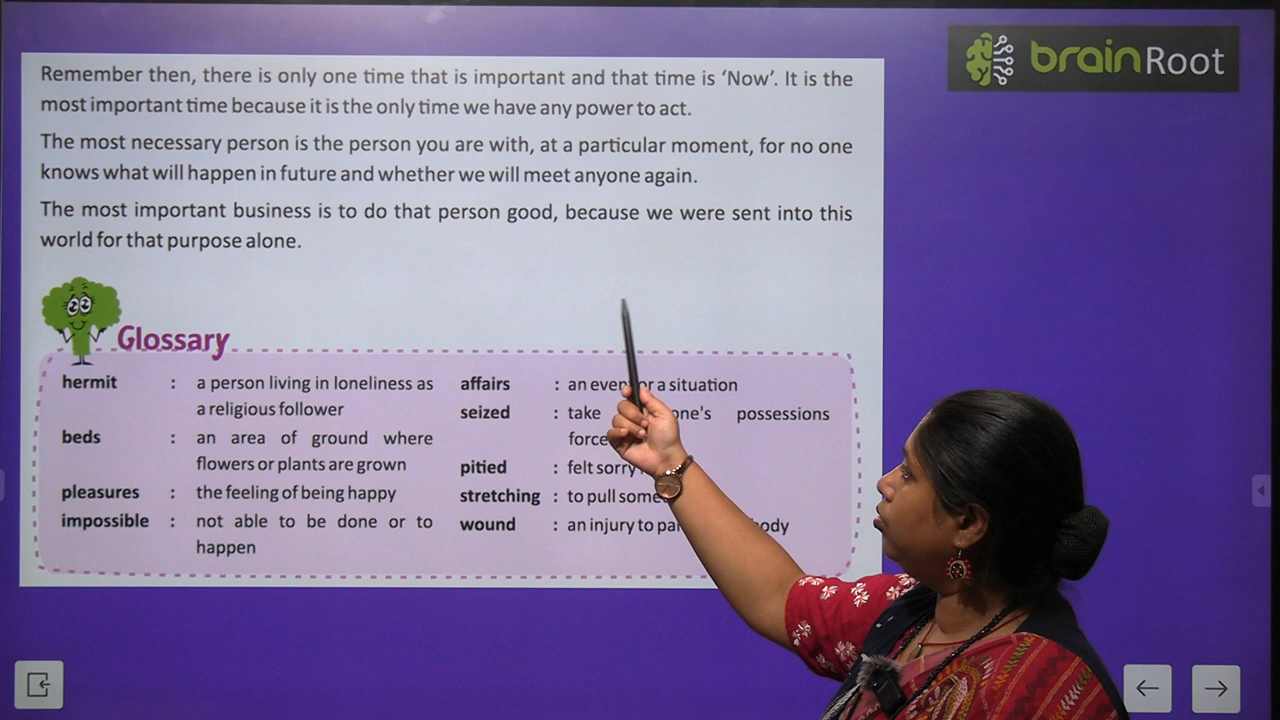 brainRoot
Remember then, there is only one time that is important and that time is ‘Now’. It is the
most important time because it is the only time we have any power to act.
The most necessary person is the person you are with, at a particular moment, for no one
knows what will happen in future and whether we will meet anyone again.
The most important business is to do that person good, because we were sent into this
world for that purpose alone.
Glossary
hermit : a person living in loneliness as
a religious follower
beds : an area of ground where
flowers or plants are grown
pleasures : the feeling of being happy
impossible : not able to be done or to
happen
affairs : an event or a situation
seized : take possessions
pitied : felt sorry
stretching : to pull
wound : an injury to body